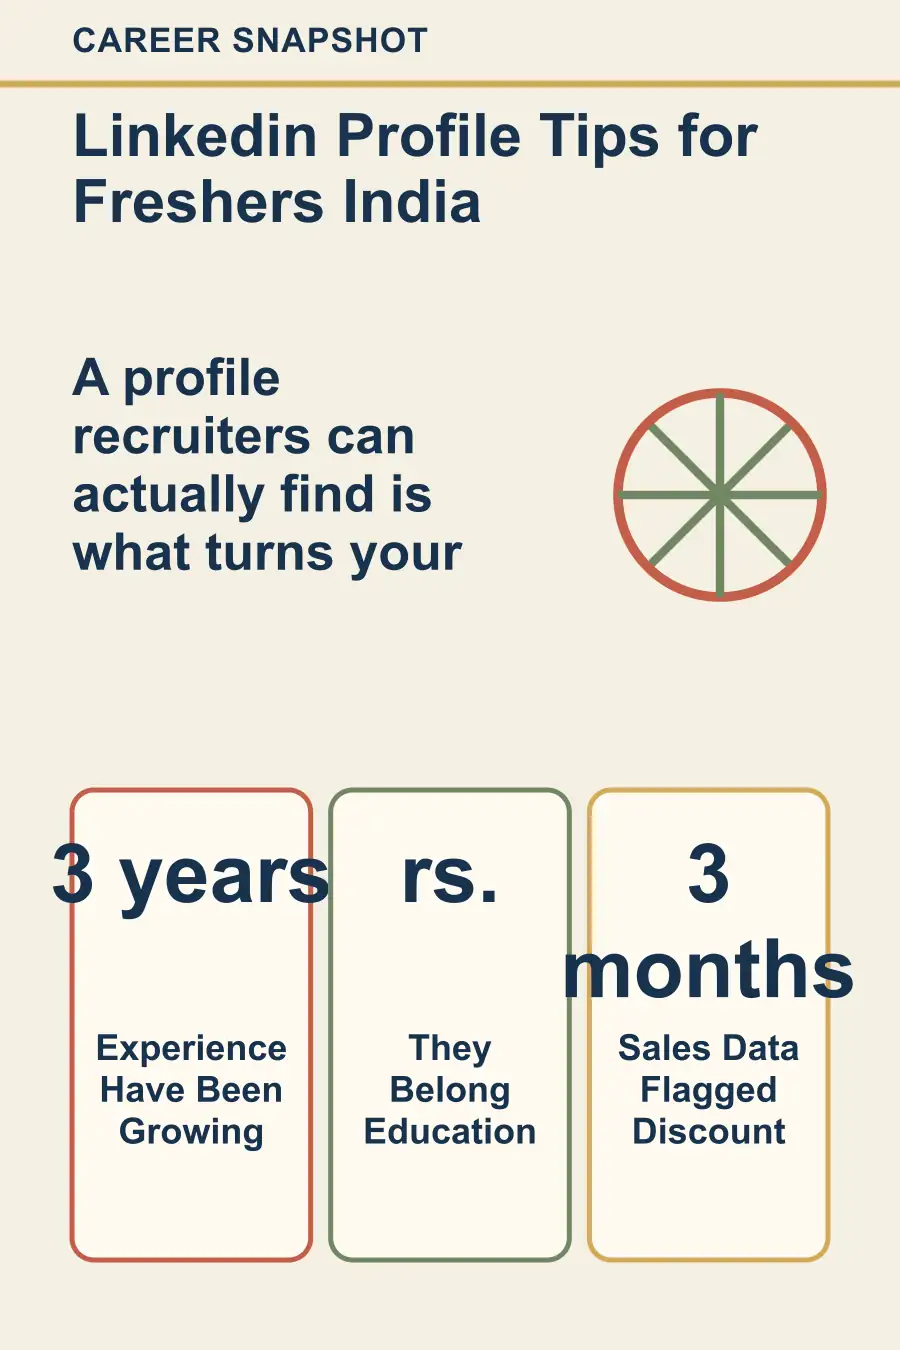 CAREER SNAPSHOT
Linkedin Profile Tips for
Freshers India
A profile
recruiters can
actually find is
what turns your
3 years
Experience
Have Been
Growing
rs.
They
Belong
Education
3
months
Sales Data
Flagged
Discount